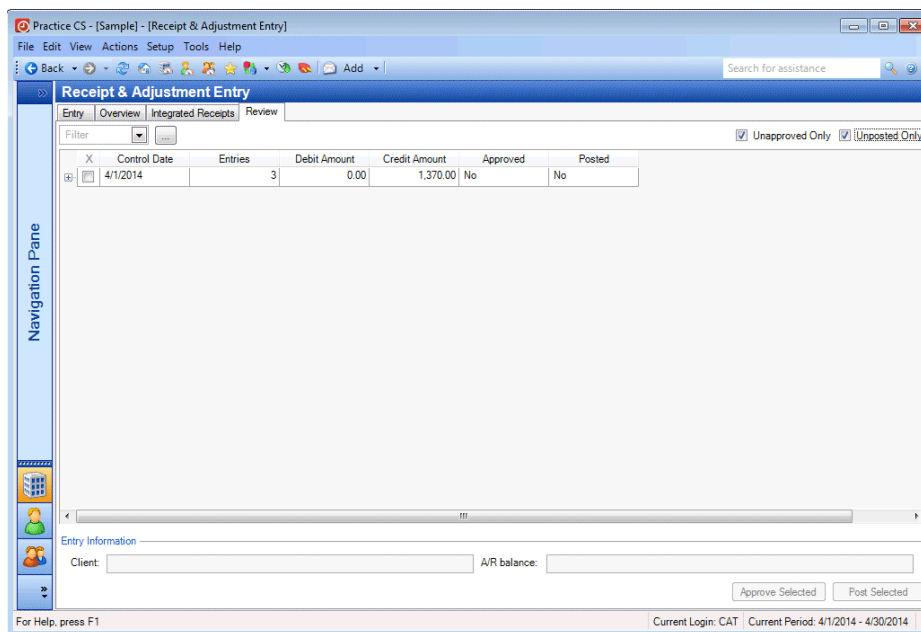 Practice CS - [Sample] - [Receipt & Adjustment Entry]
File Edit View Actions Setup Tools Help
Back Add Search for assistance
Receipt & Adjustment Entry
Entry Overview Integrated Receipts Review
Filter ... Unapproved Only Unposted Only
X Control Date Entries Debit Amount Credit Amount Approved Posted
4/1/2014 3 0.00 1,370.00 No No
Navigation Pane
Entry Information
Client: A/R balance:
Approve Selected Post Selected
For Help, press F1 Current Login: CAT Current Period: 4/1/2014 - 4/30/2014